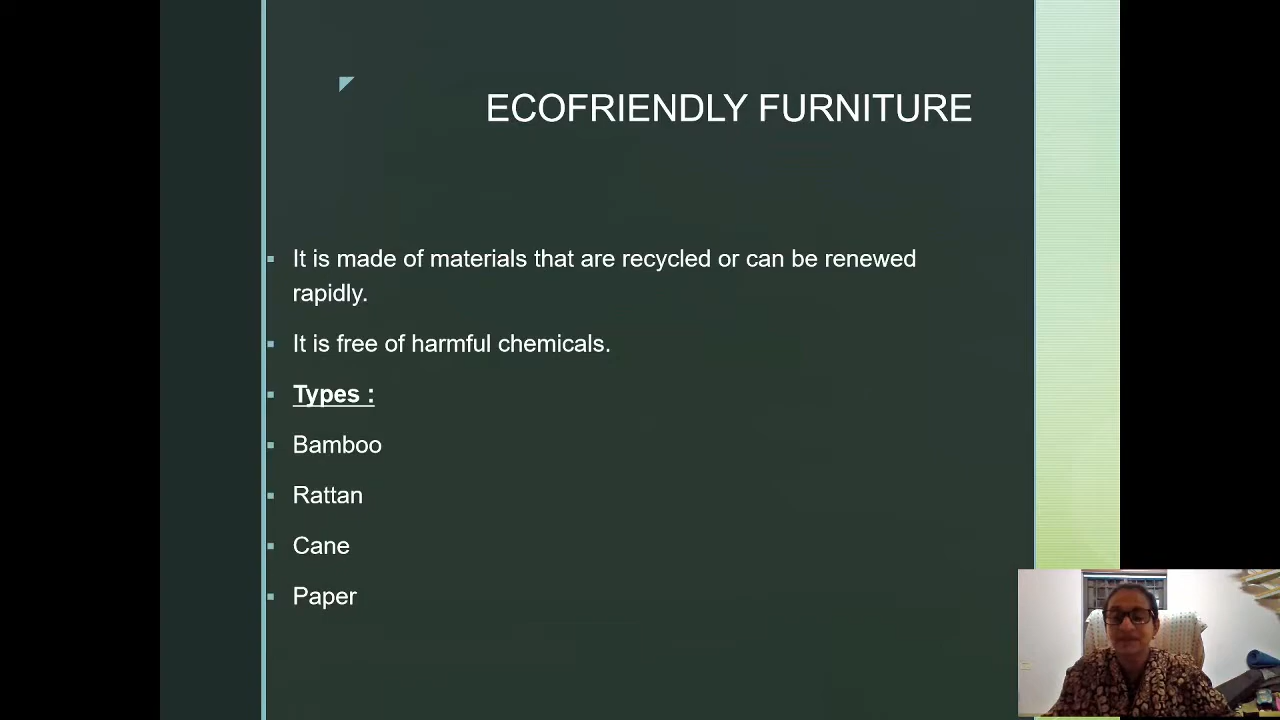 ECOFRIENDLY FURNITURE
It is made of materials that are recycled or can be renewed
rapidly.
It is free of harmful chemicals.
Types :
Bamboo
Rattan
Cane
Paper